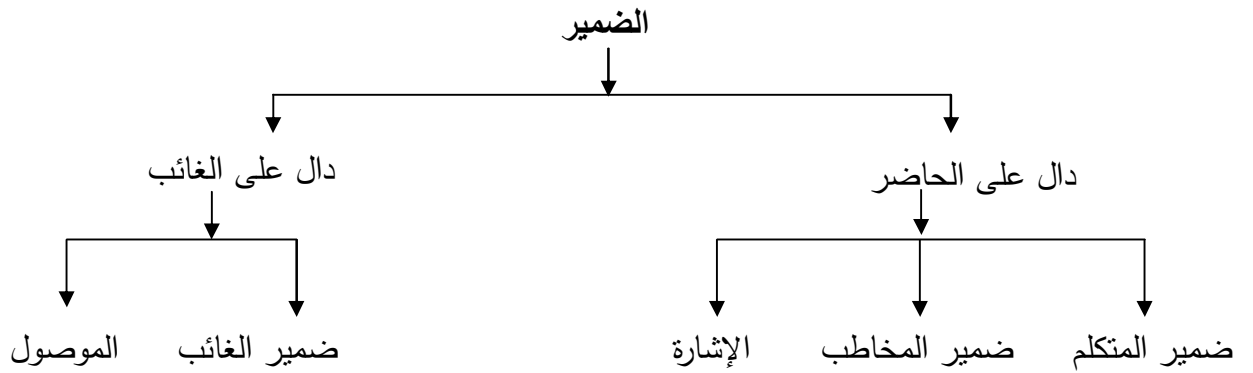 الضمير
دال على الحاضر دال على الغائب
ضمير المتكلم ضمير المخاطب الإشارة ضمير الغائب الموصول